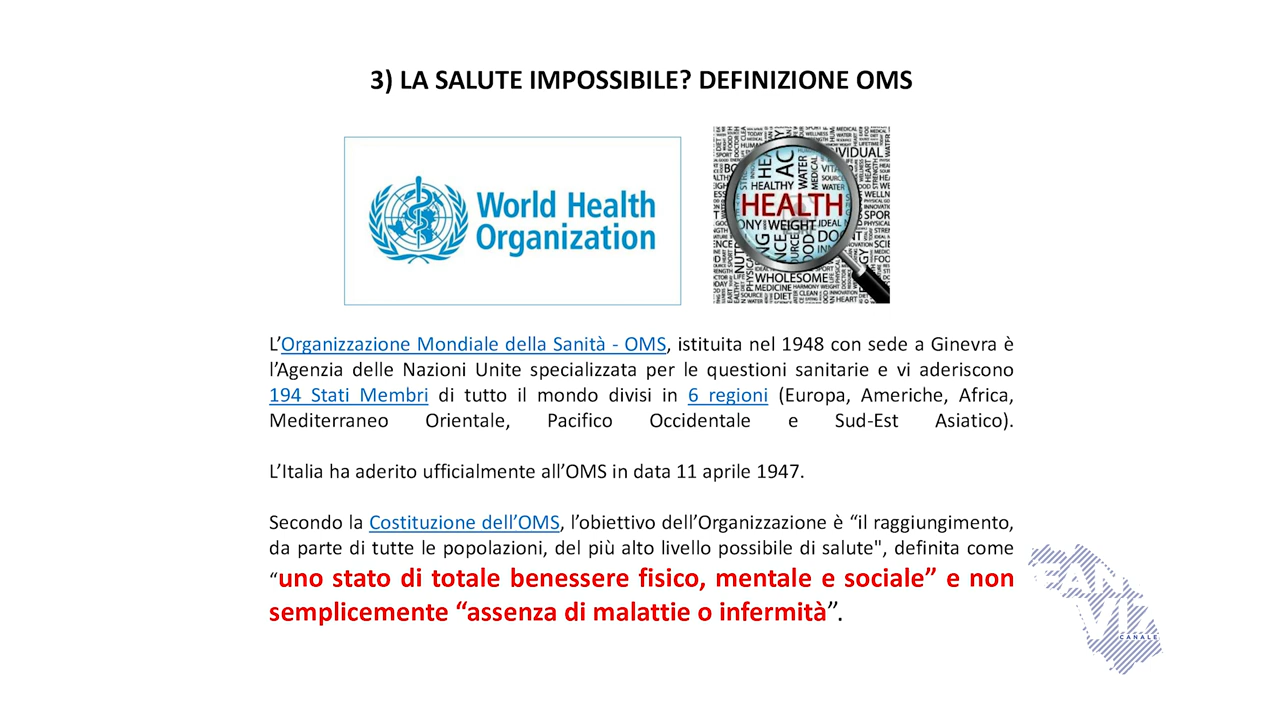 3) LA SALUTE IMPOSSIBILE? DEFINIZIONE OMS
World Health
Organization
HEALTHY
HEALTH
WEIGHT
WHOLESOME
L’Organizzazione Mondiale della Sanità - OMS, istituita nel 1948 con sede a Ginevra è
l’Agenzia delle Nazioni Unite specializzata per le questioni sanitarie e vi aderiscono
194 Stati Membri di tutto il mondo divisi in 6 regioni (Europa, Americhe, Africa,
Mediterraneo Orientale, Pacifico Occidentale e Sud-Est Asiatico).
L’Italia ha aderito ufficialmente all’OMS in data 11 aprile 1947.
Secondo la Costituzione dell’OMS, l’obiettivo dell’Organizzazione è “il raggiungimento,
da parte di tutte le popolazioni, del più alto livello possibile di salute", definita come
“uno stato di totale benessere fisico, mentale e sociale” e non
semplicemente “assenza di malattie o infermità”.
CANALE